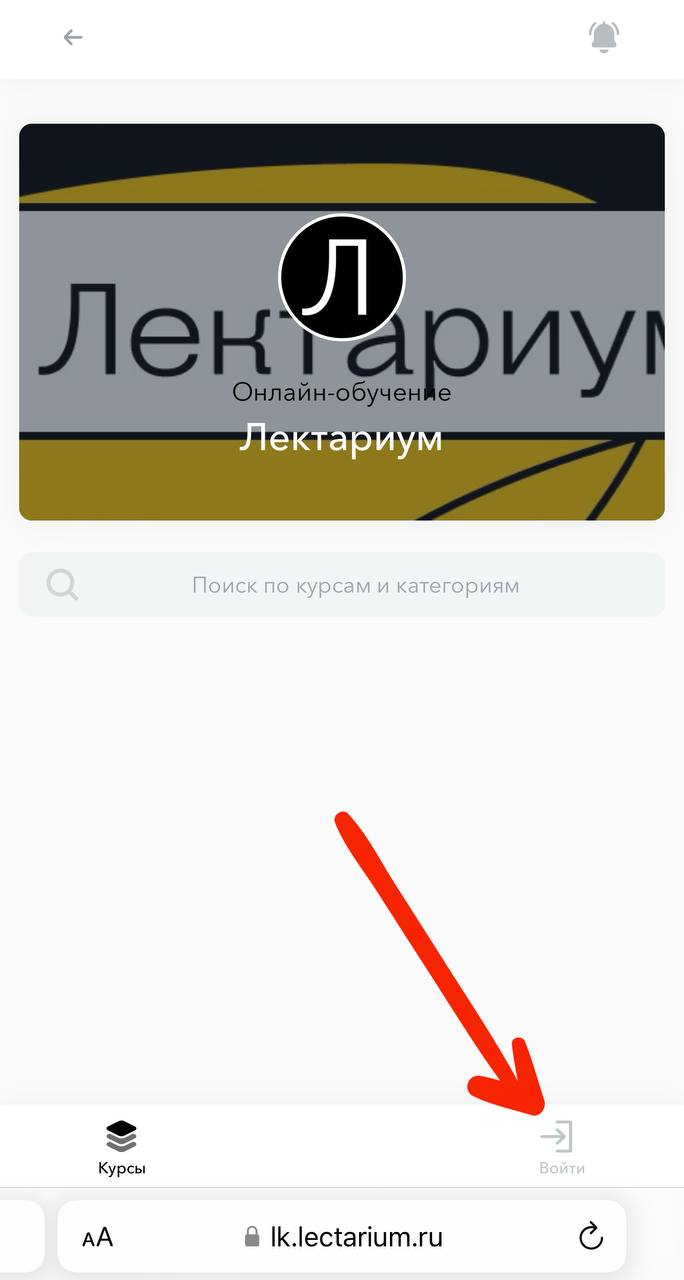 Лектариум
Л
Онлайн-обучение
Лектариум
Поиск по курсам и категориям
Курсы
Войти
AA
lk.lectarium.ru